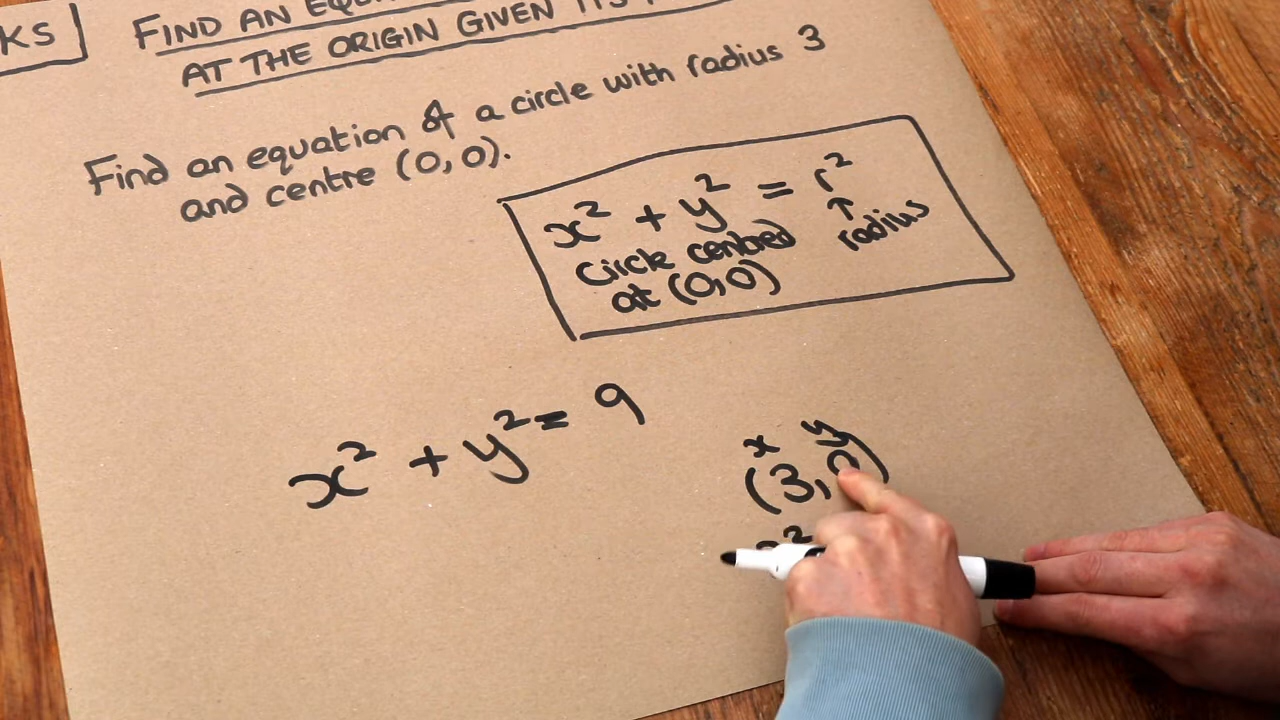 KS
FIND AN EQU
AT THE ORIGIN GIVEN ITS
Find an equation of a circle with radius 3
and centre (0,0).
x² + y² = r²
↑
Circle centred radius
at (0,0)
x² + y² = 9
x y
(3,0)